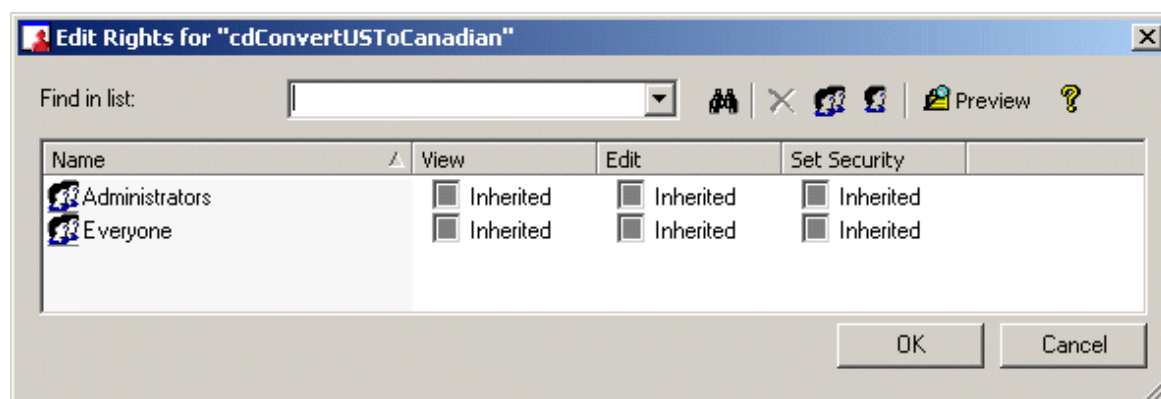 Edit Rights for "cdConvertUSToCanadian"
Find in list: Preview
Name View Edit Set Security
Administrators Inherited Inherited Inherited
Everyone Inherited Inherited Inherited
OK Cancel